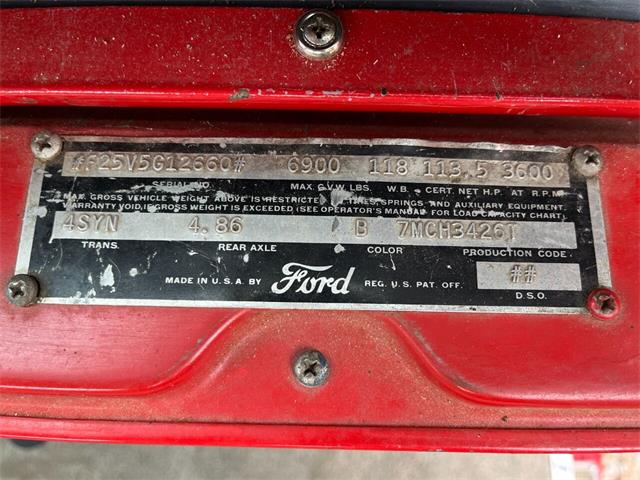 #F25V5G12660# 6900 118 113.5 3600
SERIAL NO. MAX. G.V.W. LBS. W.B. – CERT. NET H.P. AT R.P.M.
MAX. GROSS VEHICLE WEIGHT ABOVE IS RESTRICTED TIRES, SPRINGS, AND AUXILIARY EQUIPMENT.
WARRANTY VOID, IF GROSS WEIGHT IS EXCEEDED (SEE OPERATOR'S MANUAL FOR LOAD CAPACITY CHART)
4SYN 4.86 B 7MCH3426T
TRANS. REAR AXLE COLOR PRODUCTION CODE
MADE IN U.S.A. BY Ford REG. U.S. PAT. OFF. ##
D.S.O.